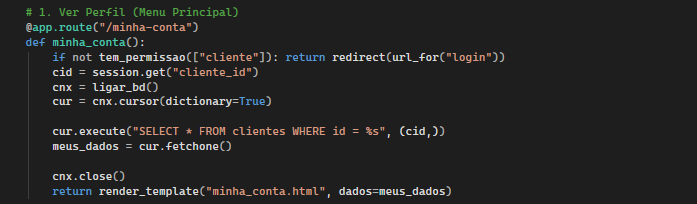 # 1. Ver Perfil (Menu Principal)
@app.route("/minha-conta")
def minha_conta():
    if not tem_permissao(["cliente"]): return redirect(url_for("login"))
    cid = session.get("cliente_id")
    cnx = ligar_bd()
    cur = cnx.cursor(dictionary=True)

    cur.execute("SELECT * FROM clientes WHERE id = %s", (cid,))
    meus_dados = cur.fetchone()

    cnx.close()
    return render_template("minha_conta.html", dados=meus_dados)